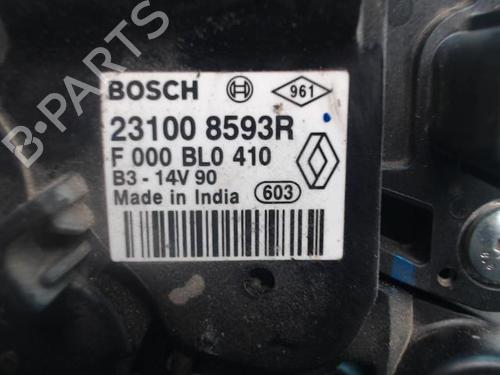 BOSCH 961
23100 8593R
F 000 BL0 410
B3 - 14V 90
Made in India 603
B-PARTS